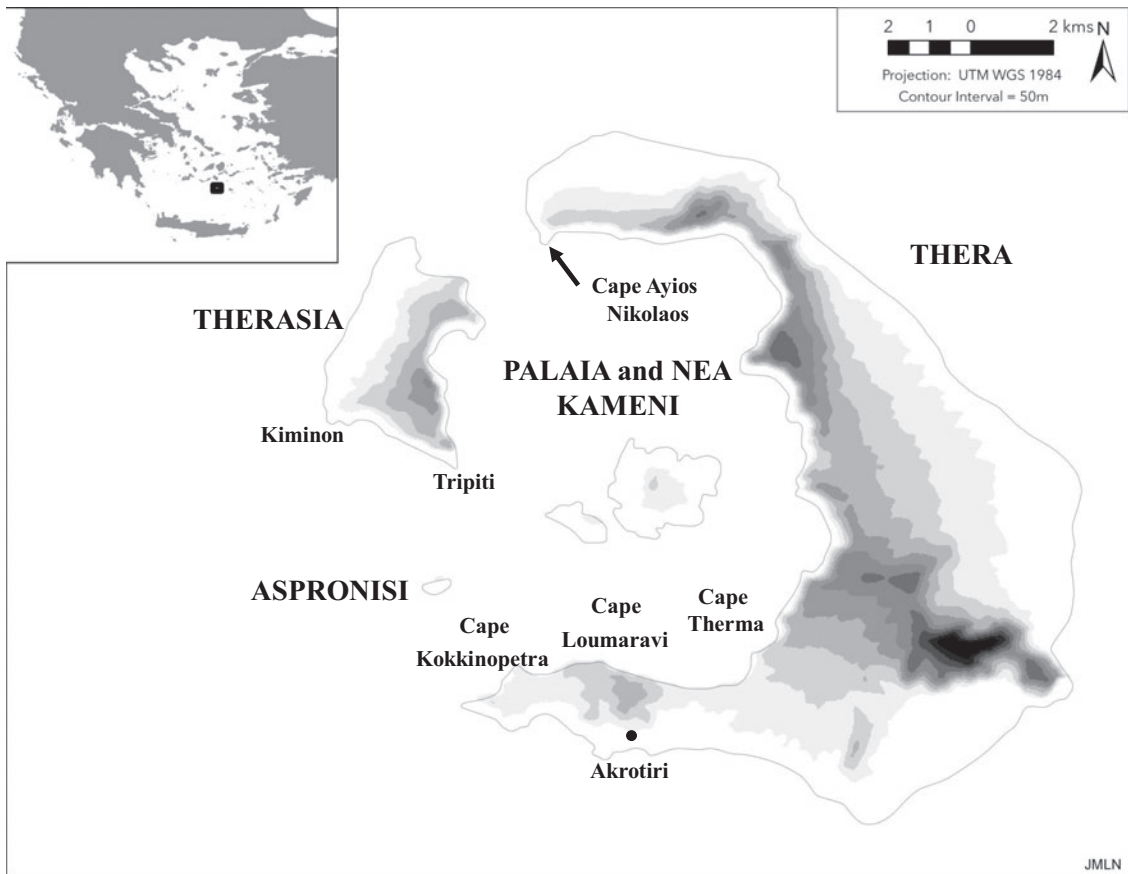 2 1 0 2 kms N
Projection: UTM WGS 1984
Contour Interval = 50m
THERA
Cape Ayios
Nikolaos
THERASIA
PALAIA and NEA
KAMENI
Kiminon
Tripiti
ASPRONISI
Cape
Kokkinopetra
Cape
Loumaravi
Cape
Therma
Akrotiri
JMLN